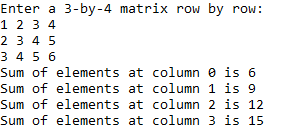 Enter a 3-by-4 matrix row by row:
1 2 3 4
2 3 4 5
3 4 5 6
Sum of elements at column 0 is 6
Sum of elements at column 1 is 9
Sum of elements at column 2 is 12
Sum of elements at column 3 is 15